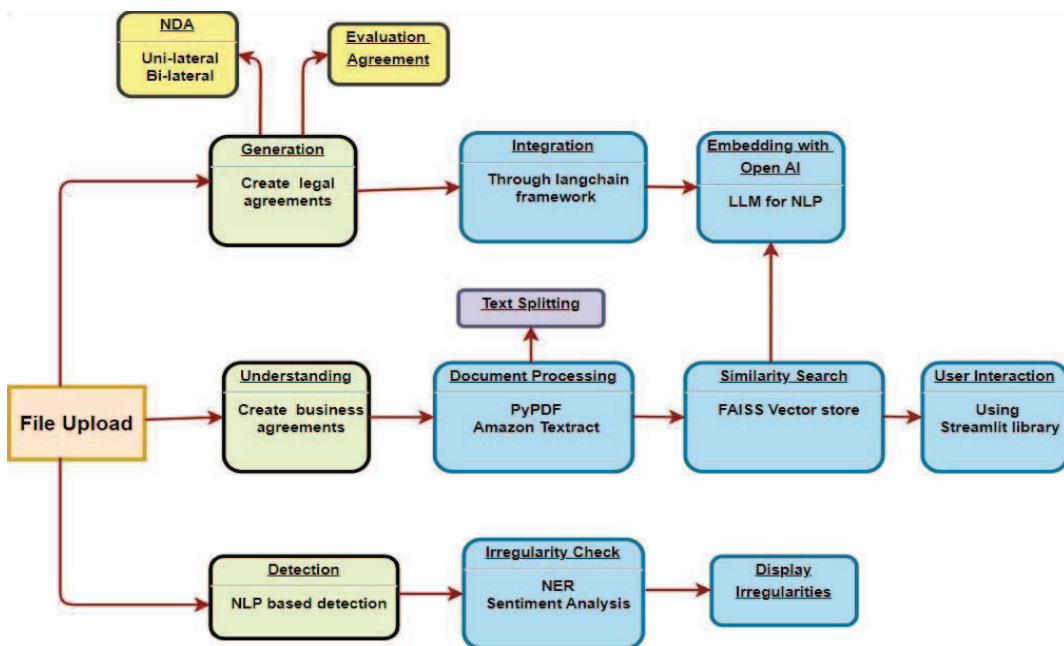 NDA
Uni-lateral
Bi-lateral
Evaluation
Agreement
Generation
Create legal
agreements
Integration
Through langchain
framework
Embedding with
Open AI
LLM for NLP
Text Splitting
File Upload
Understanding
Create business
agreements
Document Processing
PyPDF
Amazon Textract
Similarity Search
FAISS Vector store
User Interaction
Using
Streamlit library
Detection
NLP based detection
Irregularity Check
NER
Sentiment Analysis
Display
Irregularities